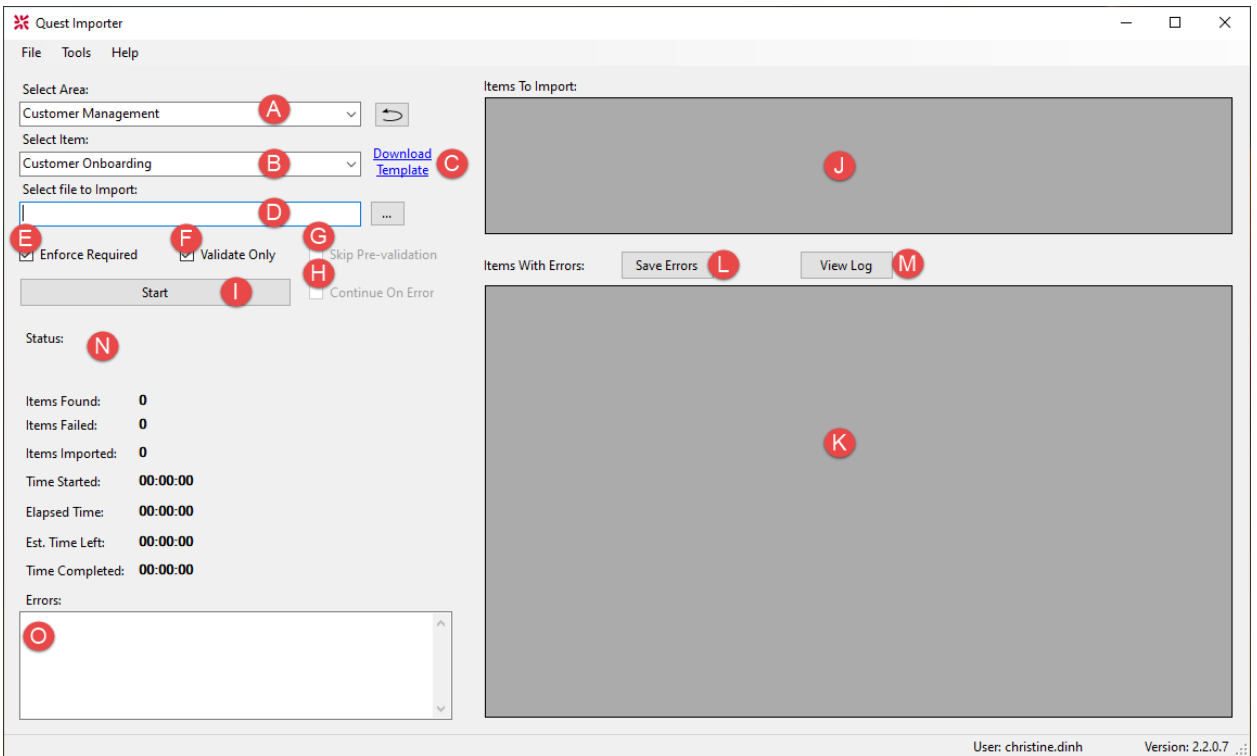 Quest Importer
File Tools Help
Select Area:
Customer Management
A
Select Item:
Customer Onboarding
B
Download
Template
C
Select file to Import:
D
...
E
Enforce Required
F
Validate Only
G
Skip Pre-validation
H
Continue On Error
Start
I
Status:
N
Items Found: 0
Items Failed: 0
Items Imported: 0
Time Started: 00:00:00
Elapsed Time: 00:00:00
Est. Time Left: 00:00:00
Time Completed: 00:00:00
Errors:
O
Items To Import:
J
Items With Errors:
Save Errors
L
View Log
M
K
User: christine.dinh
Version: 2.2.0.7